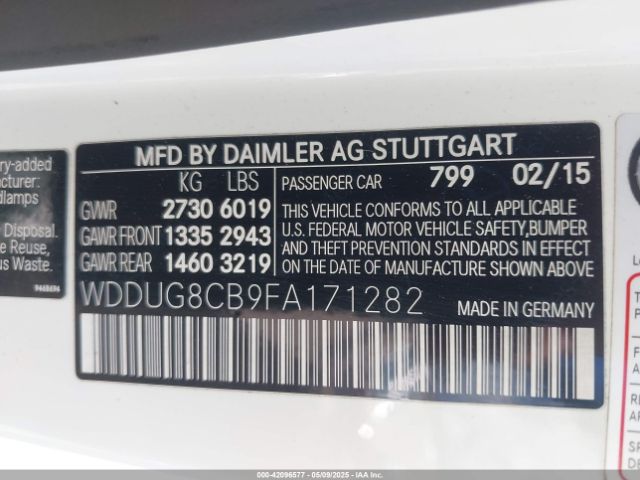 ry-added
cturer:
dlamps
Disposal.
e Reuse,
us Waste.
9468694
MFD BY DAIMLER AG STUTTGART
KG LBS
PASSENGER CAR 799 02/15
GVWR 2730 6019
GAWR FRONT 1335 2943
GAWR REAR 1460 3219
THIS VEHICLE CONFORMS TO ALL APPLICABLE
U.S. FEDERAL MOTOR VEHICLE SAFETY,BUMPER
AND THEFT PREVENTION STANDARDS IN EFFECT
ON THE DATE OF MANUFACTURE SHOWN ABOVE.
WDDUG8CB9FA171282
MADE IN GERMANY
000-42096577 - 05/09/2025 - IAA Inc.